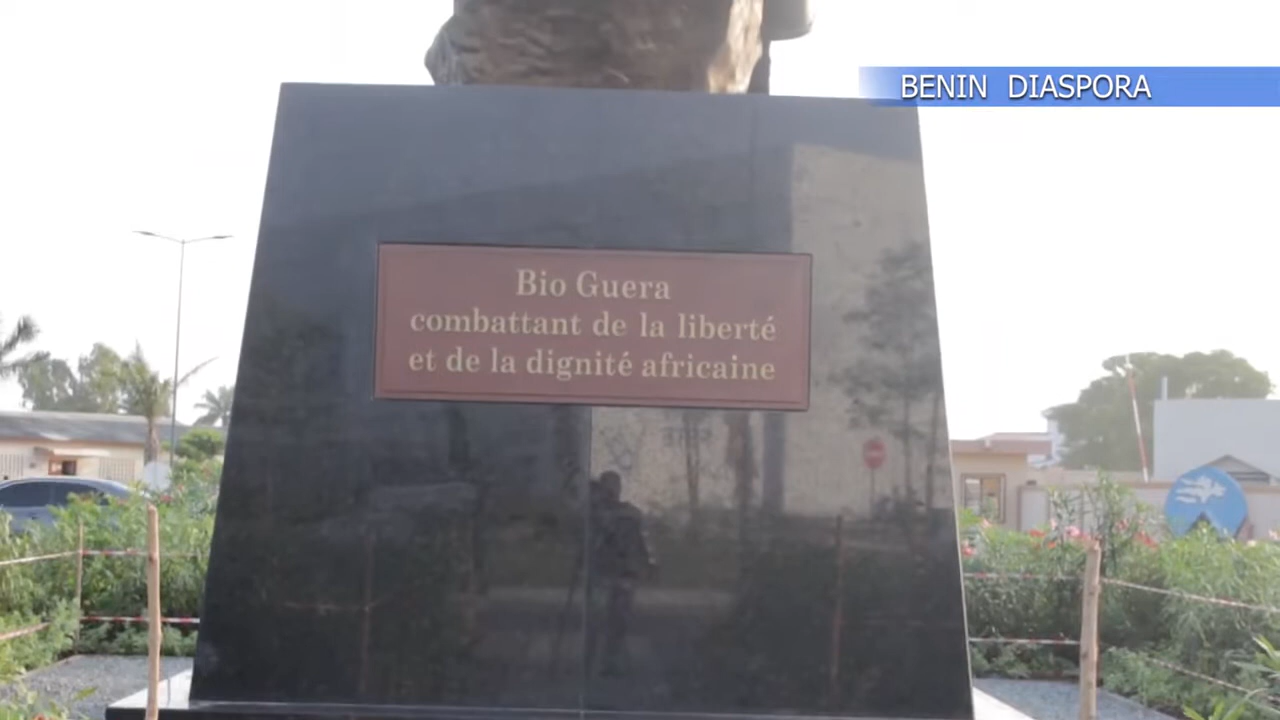 BENIN DIASPORA
Bio Guera
combattant de la liberté
et de la dignité africaine